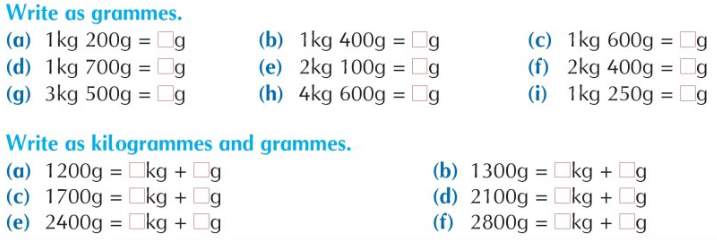 Write as grammes.
(a) 1kg 200g = □g (b) 1kg 400g = □g (c) 1kg 600g = □g
(d) 1kg 700g = □g (e) 2kg 100g = □g (f) 2kg 400g = □g
(g) 3kg 500g = □g (h) 4kg 600g = □g (i) 1kg 250g = □g
Write as kilogrammes and grammes.
(a) 1200g = □kg + □g (b) 1300g = □kg + □g
(c) 1700g = □kg + □g (d) 2100g = □kg + □g
(e) 2400g = □kg + □g (f) 2800g = □kg + □g